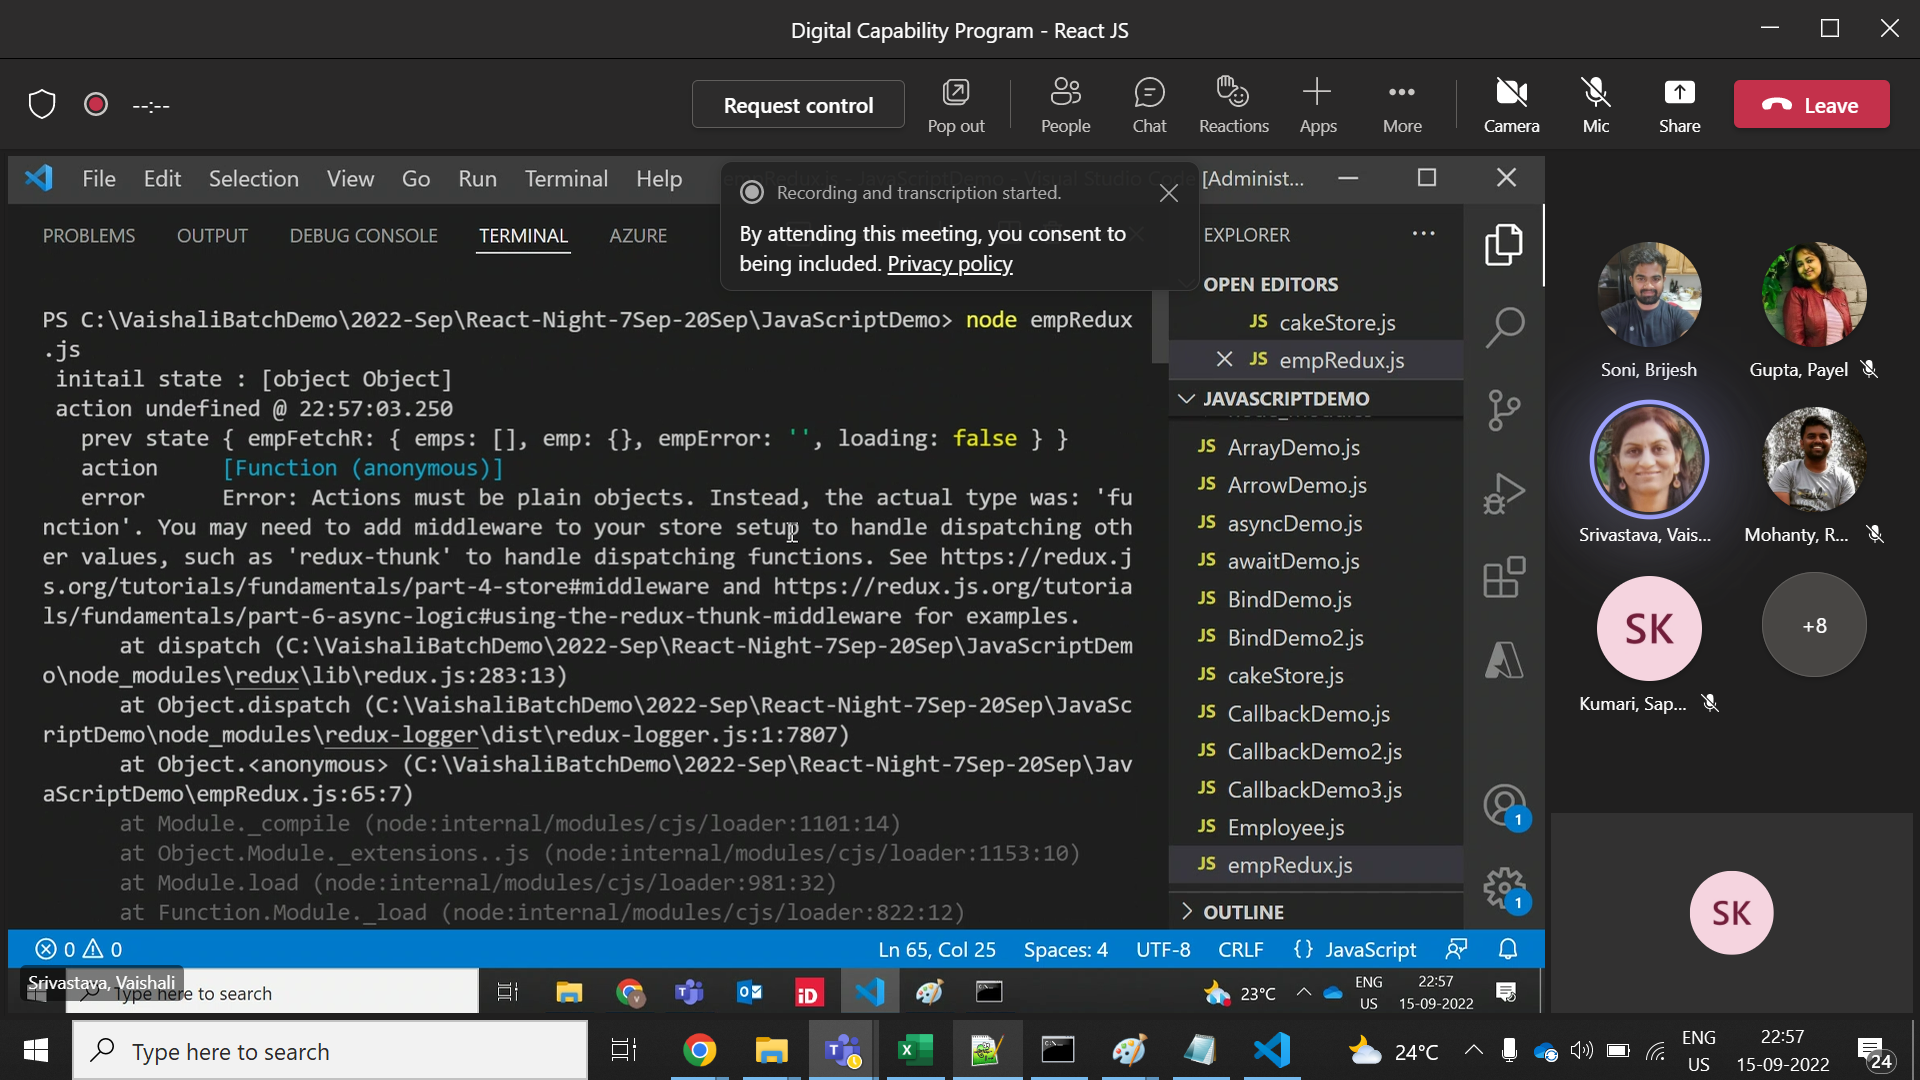 Digital Capability Program - React JS
--:--
Request control
Pop out
People
Chat
Reactions
Apps
More
Camera
Mic
Share
Leave
File Edit Selection View Go Run Terminal Help
[Administ...
Recording and transcription started.
By attending this meeting, you consent to
being included. Privacy policy
PROBLEMS OUTPUT DEBUG CONSOLE TERMINAL AZURE
PS C:\VaishaliBatchDemo\2022-Sep\React-Night-7Sep-20Sep\JavaScriptDemo> node empRedux
.js
initail state : [object Object]
action undefined @ 22:57:03.250
prev state { empFetchR: { emps: [], emp: {}, empError: '', loading: false } }
action [Function (anonymous)]
error Error: Actions must be plain objects. Instead, the actual type was: 'fu
nction'. You may need to add middleware to your store setup to handle dispatching oth
er values, such as 'redux-thunk' to handle dispatching functions. See https://redux.j
s.org/tutorials/fundamentals/part-4-store#middleware and https://redux.js.org/tutoria
ls/fundamentals/part-6-async-logic#using-the-redux-thunk-middleware for examples.
at dispatch (C:\VaishaliBatchDemo\2022-Sep\React-Night-7Sep-20Sep\JavaScriptDem
o\node_modules\redux\lib\redux.js:283:13)
at Object.dispatch (C:\VaishaliBatchDemo\2022-Sep\React-Night-7Sep-20Sep\JavaSc
riptDemo\node_modules\redux-logger\dist\redux-logger.js:1:7807)
at Object.<anonymous> (C:\VaishaliBatchDemo\2022-Sep\React-Night-7Sep-20Sep\Jav
aScriptDemo\empRedux.js:65:7)
at Module._compile (node:internal/modules/cjs/loader:1101:14)
at Object.Module._extensions..js (node:internal/modules/cjs/loader:1153:10)
at Module.load (node:internal/modules/cjs/loader:981:32)
at Function.Module._load (node:internal/modules/cjs/loader:822:12)
EXPLORER
OPEN EDITORS
JS cakeStore.js
JS empRedux.js
JAVASCRIPTDEMO
JS ArrayDemo.js
JS ArrowDemo.js
JS asyncDemo.js
JS awaitDemo.js
JS BindDemo.js
JS BindDemo2.js
JS cakeStore.js
JS CallbackDemo.js
JS CallbackDemo2.js
JS CallbackDemo3.js
JS Employee.js
JS empRedux.js
OUTLINE
1
1
Soni, Brijesh
Gupta, Payel
Srivastava, Vais...
Mohanty, R...
SK
+8
Kumari, Sap...
SK
0 0
Ln 65, Col 25 Spaces: 4 UTF-8 CRLF {} JavaScript
Srivastava, Vaishali
Type here to search
iD
23°C
ENG
US
22:57
15-09-2022
Type here to search
24°C
ENG
US
22:57
15-09-2022
24